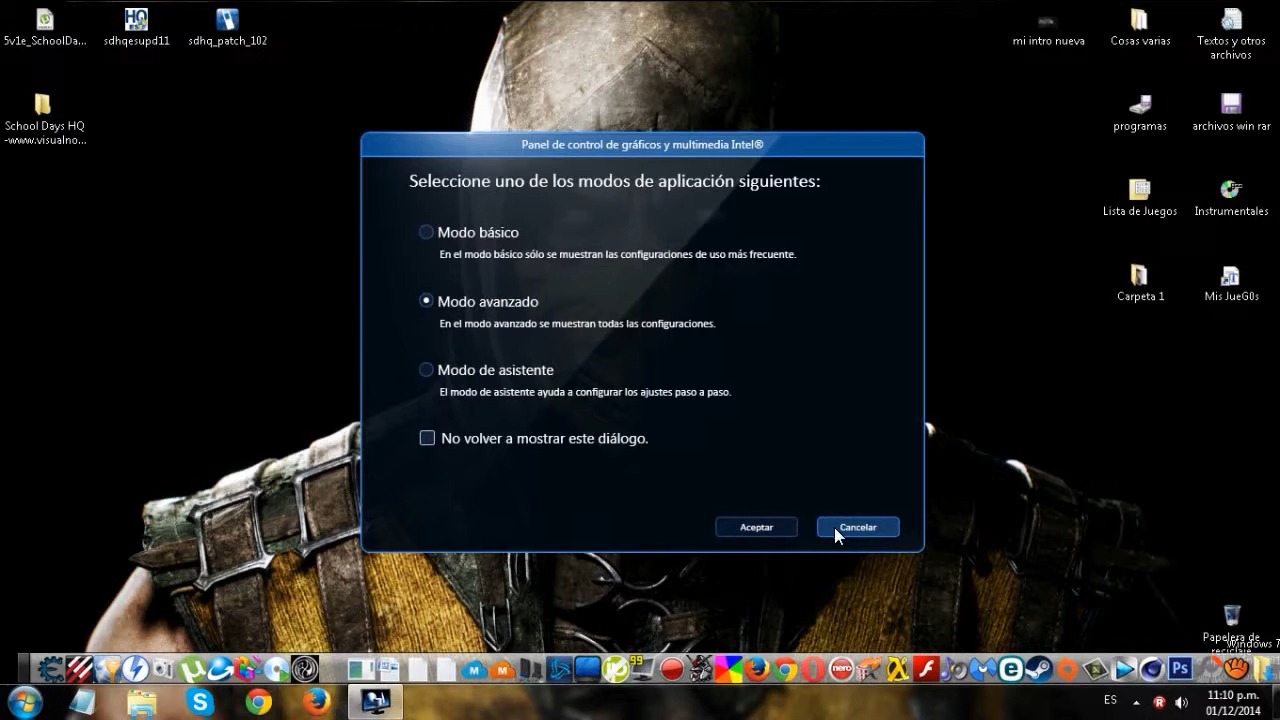 5v1e_SchoolDa...
sdhqesupd11
sdhq_patch_102
mi intro nueva
Cosas varias
Textos y otros
archivos
School Days HQ
-www.visualno...
programas
archivos win rar
Lista de Juegos
Instrumentales
Carpeta 1
Mis JueG0s
Panel de control de gráficos y multimedia Intel®
Seleccione uno de los modos de aplicación siguientes:
Modo básico
En el modo básico sólo se muestran las configuraciones de uso más frecuente.
Modo avanzado
En el modo avanzado se muestran todas las configuraciones.
Modo de asistente
El modo de asistente ayuda a configurar los ajustes paso a paso.
No volver a mostrar este diálogo.
Aceptar
Cancelar
Papelera de
reciclaje
Windows 7
HQ
99
nero
Ps
ES
11:10 p.m.
01/12/2014